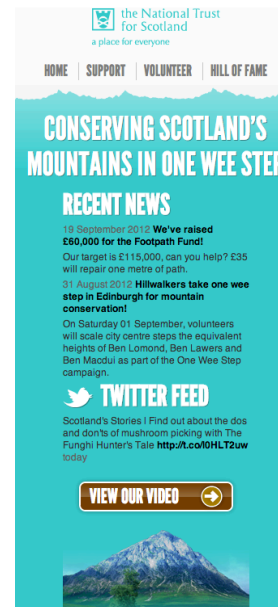 the National Trust
for Scotland
a place for everyone
HOME SUPPORT VOLUNTEER HILL OF FAME
CONSERVING SCOTLAND'S
MOUNTAINS IN ONE WEE STEP
RECENT NEWS
19 September 2012 We've raised
£60,000 for the Footpath Fund!
Our target is £115,000, can you help? £35
will repair one metre of path.
31 August 2012 Hillwalkers take one wee
step in Edinburgh for mountain
conservation!
On Saturday 01 September, volunteers
will scale city centre steps the equivalent
heights of Ben Lomond, Ben Lawers and
Ben Macdui as part of the One Wee Step
campaign.
TWITTER FEED
Scotland's Stories | Find out about the dos
and don'ts of mushroom picking with The
Funghi Hunter's Tale http://t.co/I0HLT2uw
today
VIEW OUR VIDEO